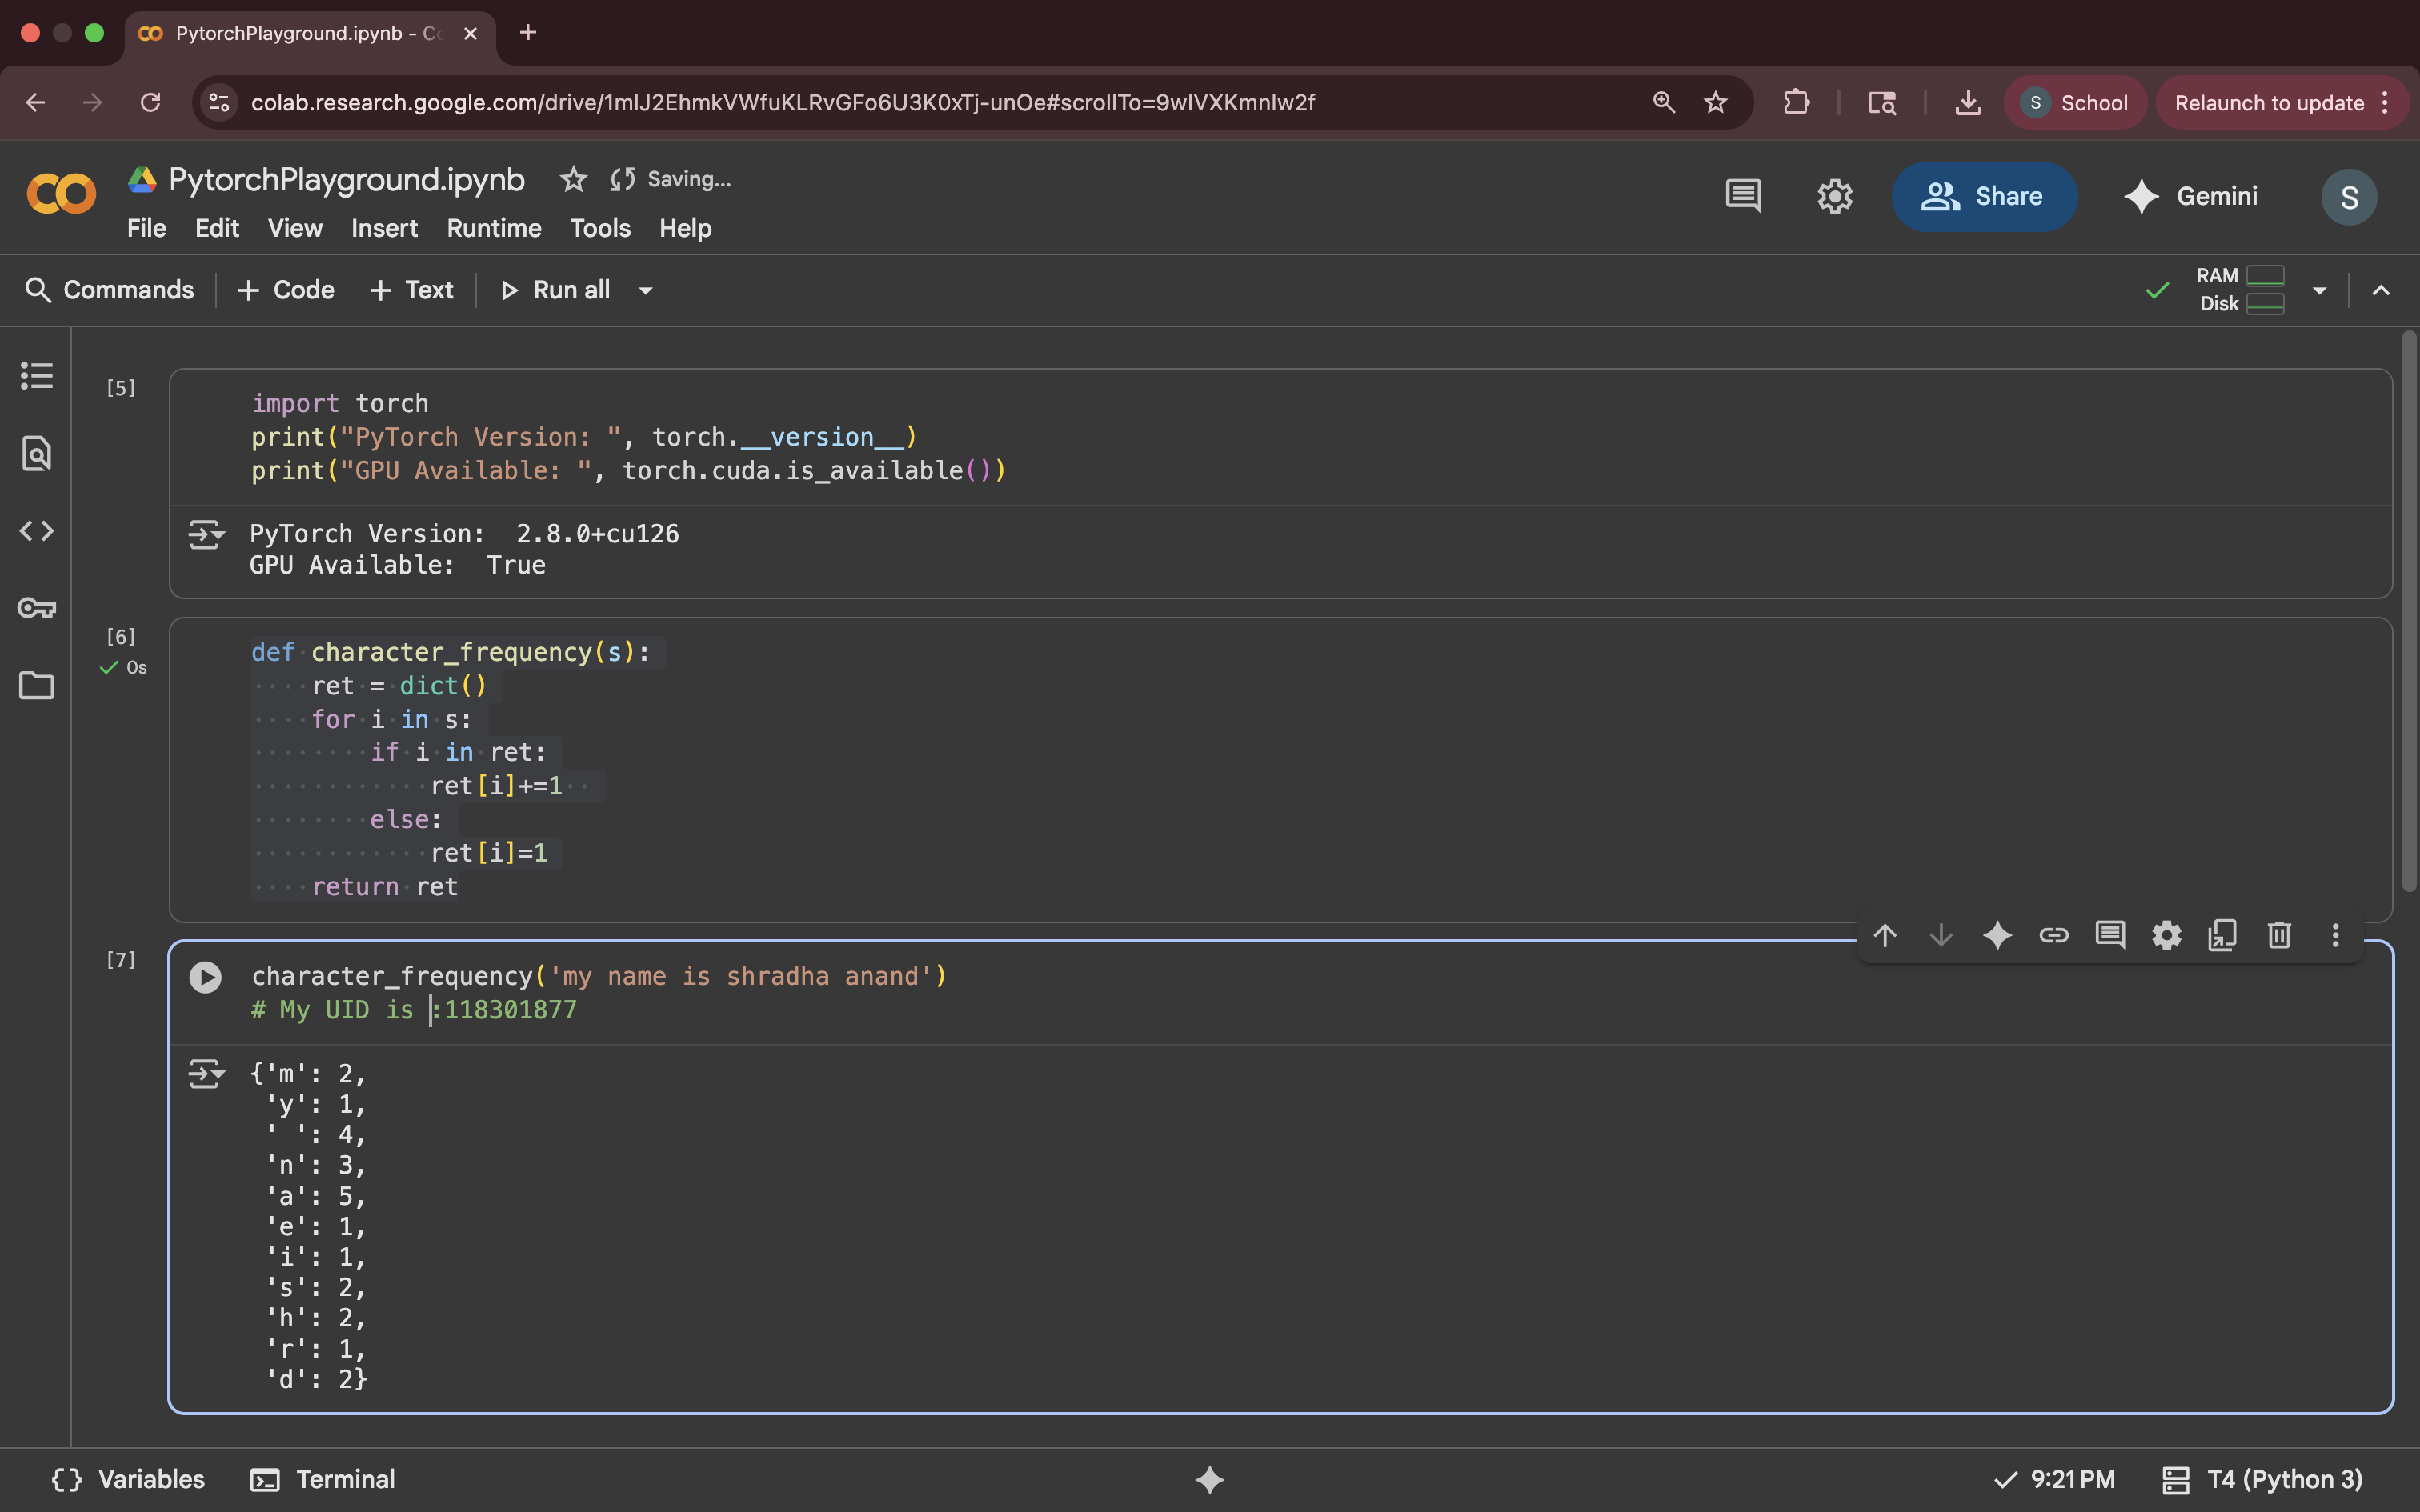 PytorchPlayground.ipynb - Co
colab.research.google.com/drive/1mlJ2EhmkVWfuKLRvGFo6U3K0xTj-unOe#scrollTo=9wlVXKmnIw2f
S School
Relaunch to update
PytorchPlayground.ipynb
Saving...
File Edit View Insert Runtime Tools Help
Share
Gemini
S
Commands + Code + Text Run all
RAM
Disk
[5]
import torch
print("PyTorch Version: ", torch.__version__)
print("GPU Available: ", torch.cuda.is_available())
PyTorch Version:  2.8.0+cu126
GPU Available:  True
[6]
0s
def character_frequency(s):
    ret = dict()
    for i in s:
        if i in ret:
            ret[i]+=1
        else:
            ret[i]=1
    return ret
[7]
character_frequency('my name is shradha anand')
# My UID is :118301877
{'m': 2,
 'y': 1,
 ' ': 4,
 'n': 3,
 'a': 5,
 'e': 1,
 'i': 1,
 's': 2,
 'h': 2,
 'r': 1,
 'd': 2}
{} Variables
Terminal
9:21 PM
T4 (Python 3)